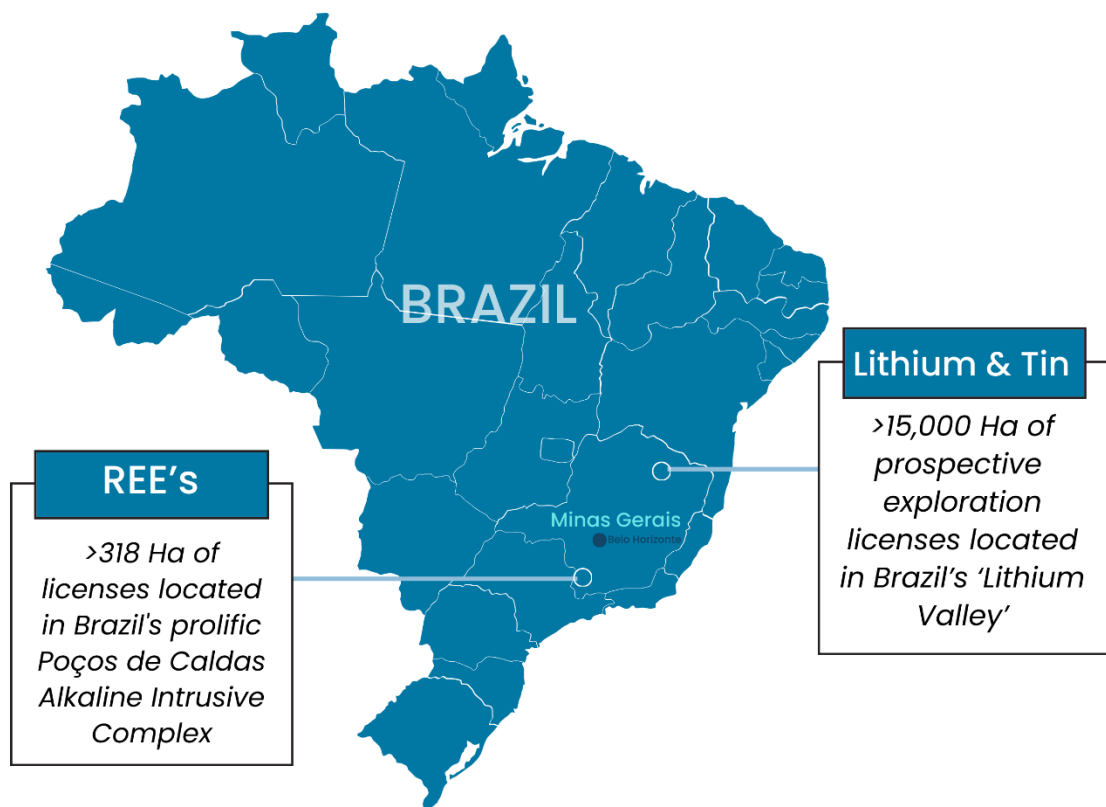 BRAZIL
Lithium & Tin
>15,000 Ha of
prospective
exploration
licenses located
in Brazil’s ‘Lithium
Valley’
REE’s
>318 Ha of
licenses located
in Brazil's prolific
Poços de Caldas
Alkaline Intrusive
Complex
Minas Gerais
Belo Horizonte